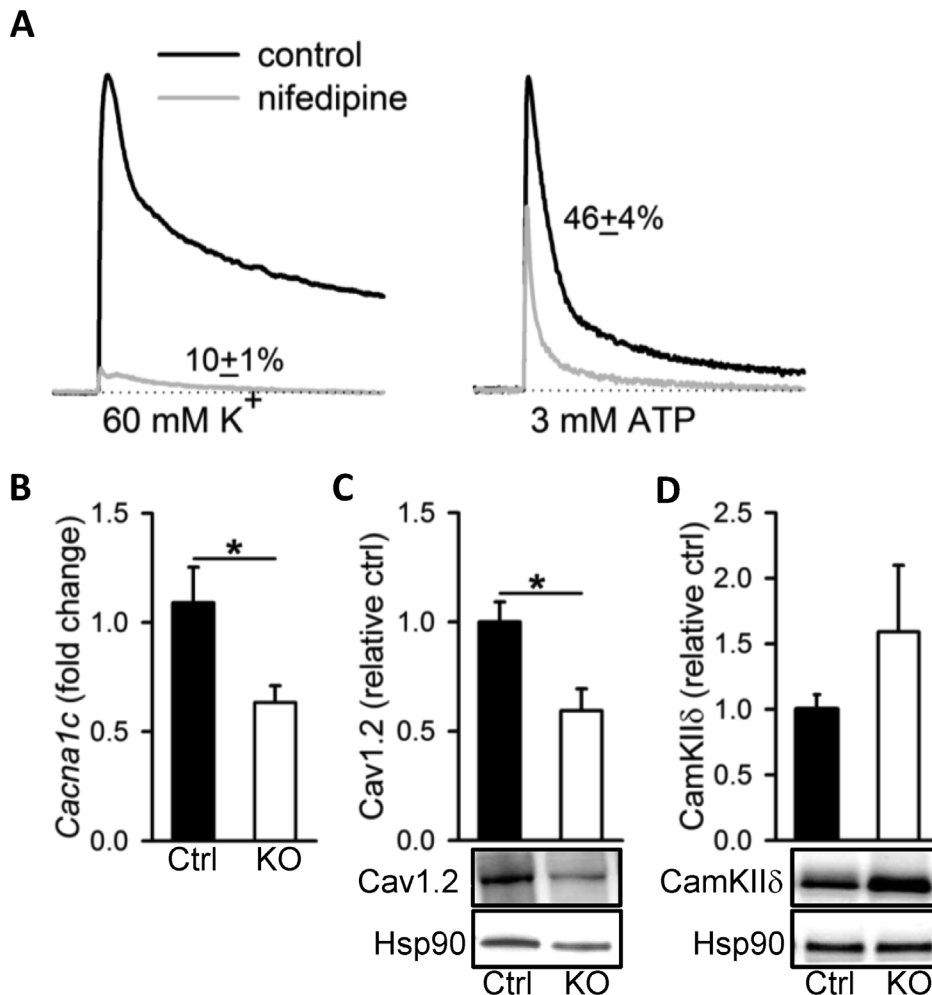 A
control
nifedipine
46±4%
10±1%
60 mM K+
3 mM ATP
B
Cacna1c (fold change)
1.5
1.0
0.5
0.0
*
Ctrl KO
C
Cav1.2 (relative ctrl)
1.5
1.0
0.5
0.0
*
Cav1.2
Hsp90
Ctrl KO
D
CamKIIδ (relative ctrl)
2.5
2.0
1.5
1.0
0.5
0.0
CamKIIδ
Hsp90
Ctrl KO